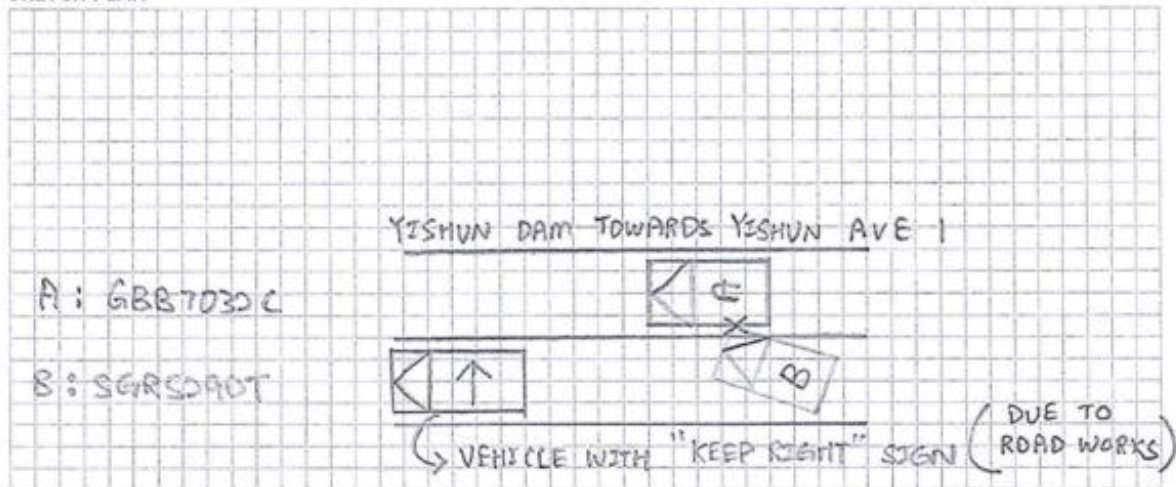 YISHUN DAM TOWARDS YISHUN AVE 1
A
A: GBB7030C
B: SGR5090T
B
VEHICLE WITH "KEEP RIGHT" SIGN (DUE TO ROAD WORKS)